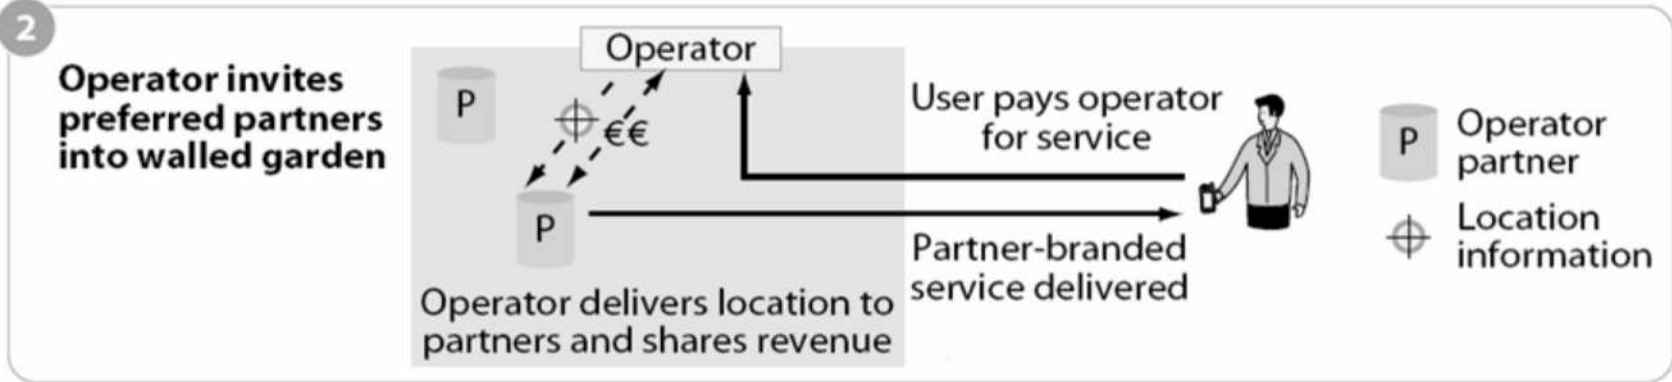 2
Operator invites
preferred partners
into walled garden
Operator
P
€€
P
Operator delivers location to
partners and shares revenue
User pays operator
for service
Partner-branded
service delivered
P
Operator
partner
Location
information